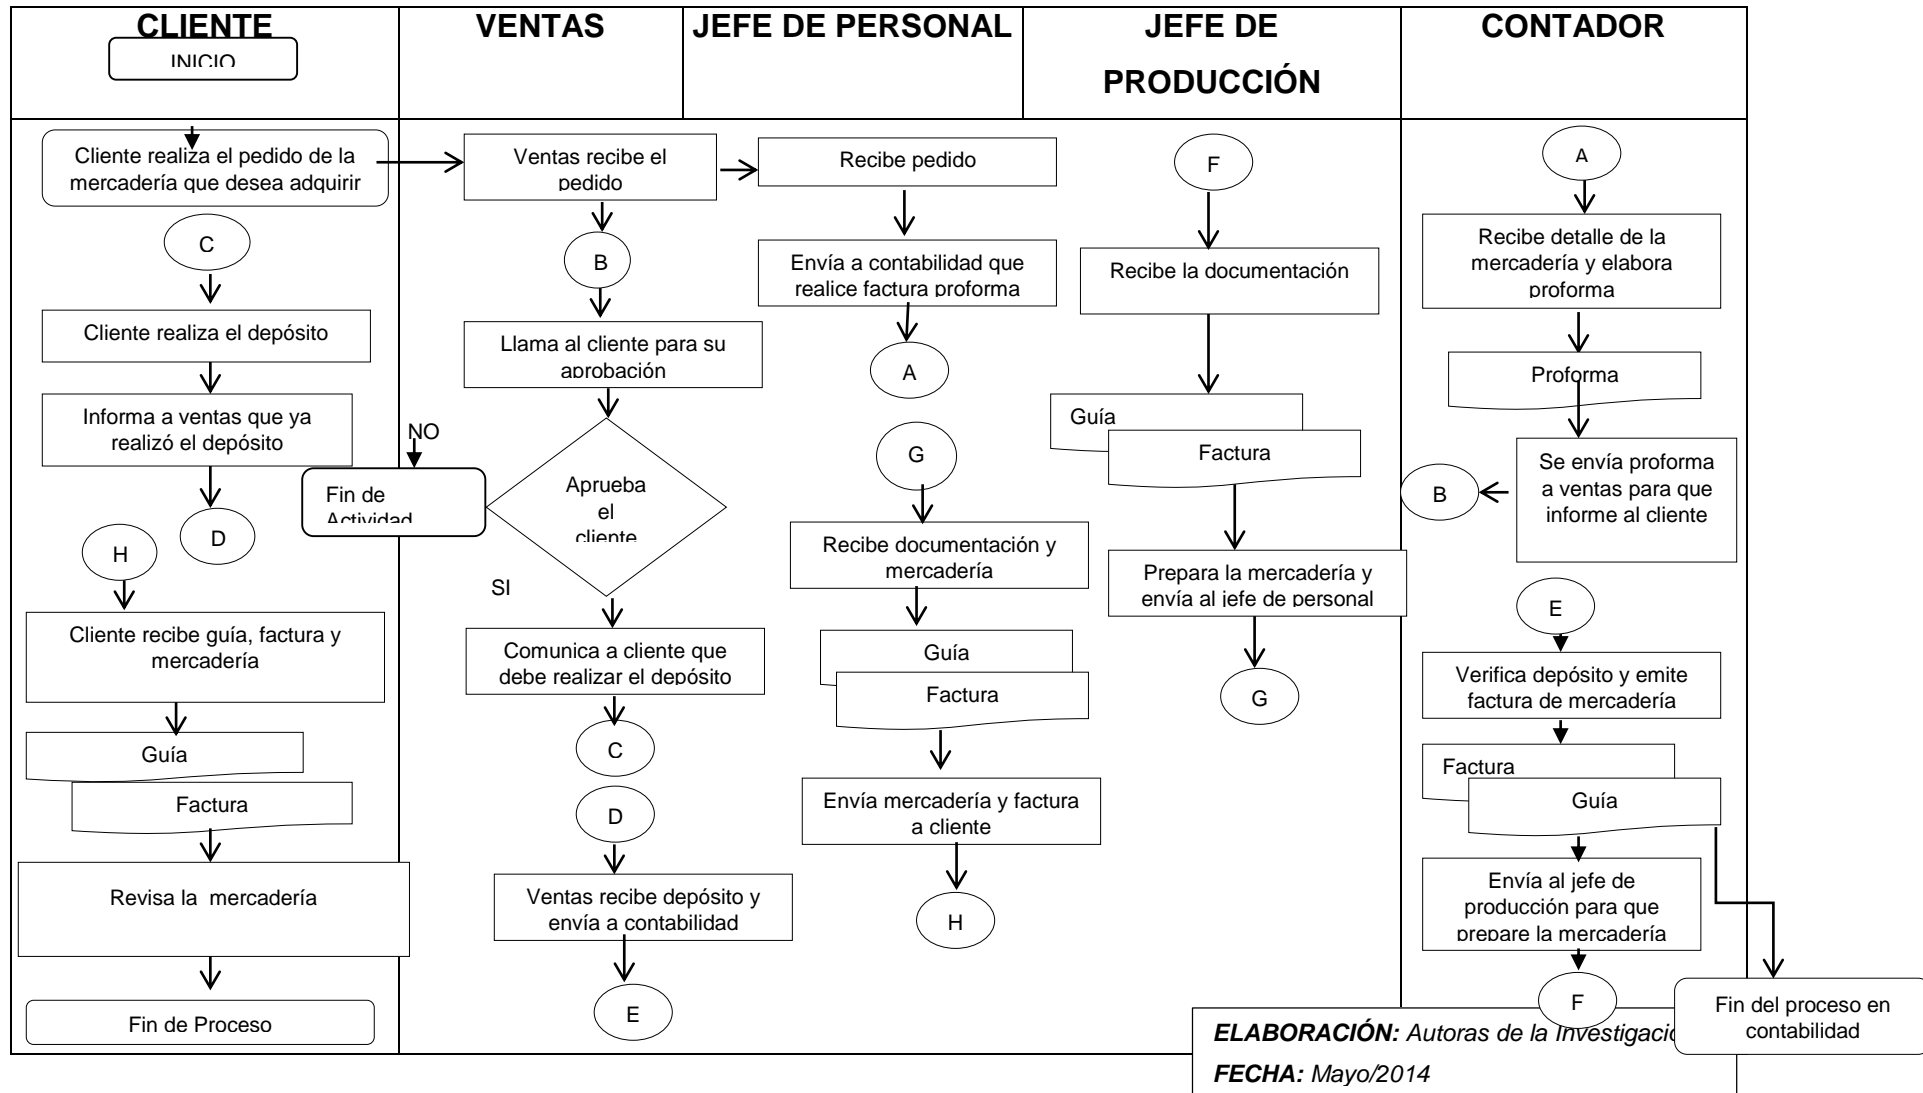 CLIENTE
INICIO
VENTAS
JEFE DE PERSONAL
JEFE DE
PRODUCCIÓN
CONTADOR
Cliente realiza el pedido de la
mercadería que desea adquirir
C
Cliente realiza el depósito
Informa a ventas que ya
realizó el depósito
D
H
Cliente recibe guía, factura y
mercadería
Guía
Factura
Revisa la mercadería
Fin de Proceso
Ventas recibe el
pedido
B
Llama al cliente para su
aprobación
NO
Fin de
Actividad
Aprueba
el
cliente
SI
Comunica a cliente que
debe realizar el depósito
C
D
Ventas recibe depósito y
envía a contabilidad
E
Recibe pedido
Envía a contabilidad que
realice factura proforma
A
G
Recibe documentación y
mercadería
Guía
Factura
Envía mercadería y factura
a cliente
H
F
Recibe la documentación
Guía
Factura
Prepara la mercadería y
envía al jefe de personal
G
A
Recibe detalle de la
mercadería y elabora
proforma
Proforma
Se envía proforma
a ventas para que
informe al cliente
B
E
Verifica depósito y emite
factura de mercadería
Factura
Guía
Envía al jefe de
producción para que
prepare la mercadería
F
Fin del proceso en
contabilidad
ELABORACIÓN: Autoras de la Investigació
FECHA: Mayo/2014